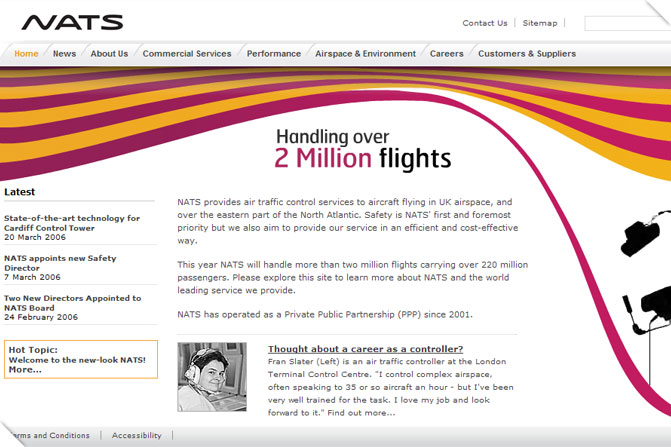 NATS
Contact Us
Sitemap
Home
News
About Us
Commercial Services
Performance
Airspace & Environment
Careers
Customers & Suppliers
Handling over
2 Million flights
Latest
State-of-the-art technology for
Cardiff Control Tower
20 March 2006
NATS appoints new Safety
Director
7 March 2006
Two New Directors Appointed to
NATS Board
24 February 2006
Hot Topic:
Welcome to the new-look NATS!
More...
NATS provides air traffic control services to aircraft flying in UK airspace, and
over the eastern part of the North Atlantic. Safety is NATS' first and foremost
priority but we also aim to provide our service in an efficient and cost-effective
way.
This year NATS will handle more than two million flights carrying over 220 million
passengers. Please explore this site to learn more about NATS and the world
leading service we provide.
NATS has operated as a Private Public Partnership (PPP) since 2001.
Thought about a career as a controller?
Fran Slater (Left) is an air traffic controller at the London
Terminal Control Centre. "I control complex airspace,
often speaking to 35 or so aircraft an hour - but I've been
very well trained for the task. I love my job and look
forward to it." Find out more...
erms and Conditions
Accessibility